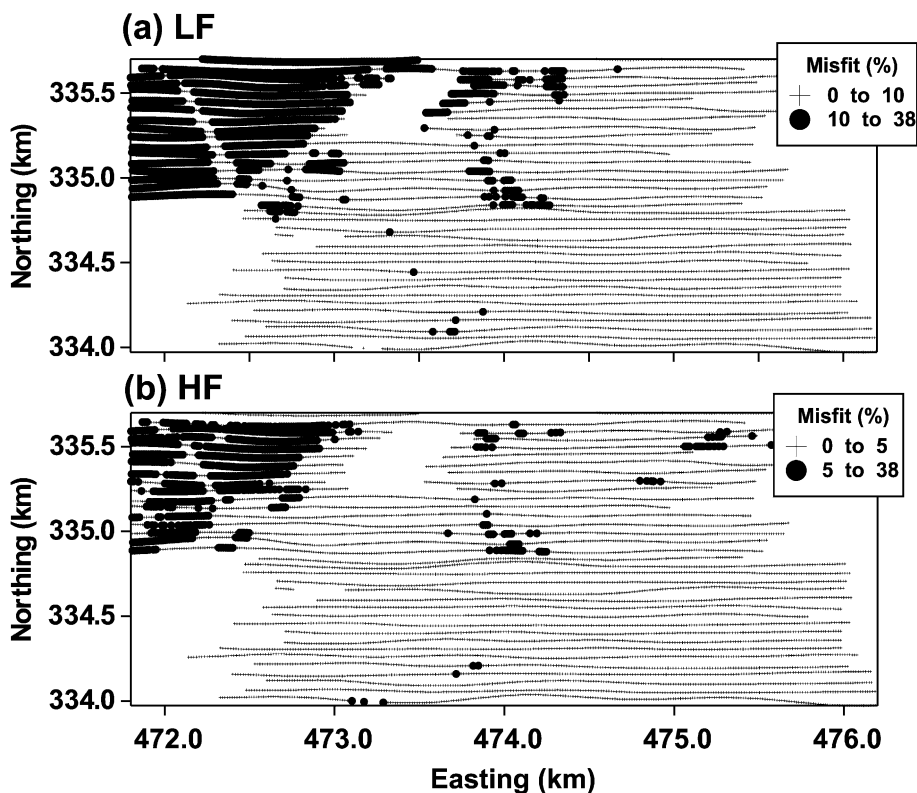 (a) LF
Misfit (%)
0 to 10
10 to 38
Northing (km)
335.5
335.0
334.5
334.0
(b) HF
Misfit (%)
0 to 5
5 to 38
Northing (km)
335.5
335.0
334.5
334.0
472.0 473.0 474.0 475.0 476.0
Easting (km)